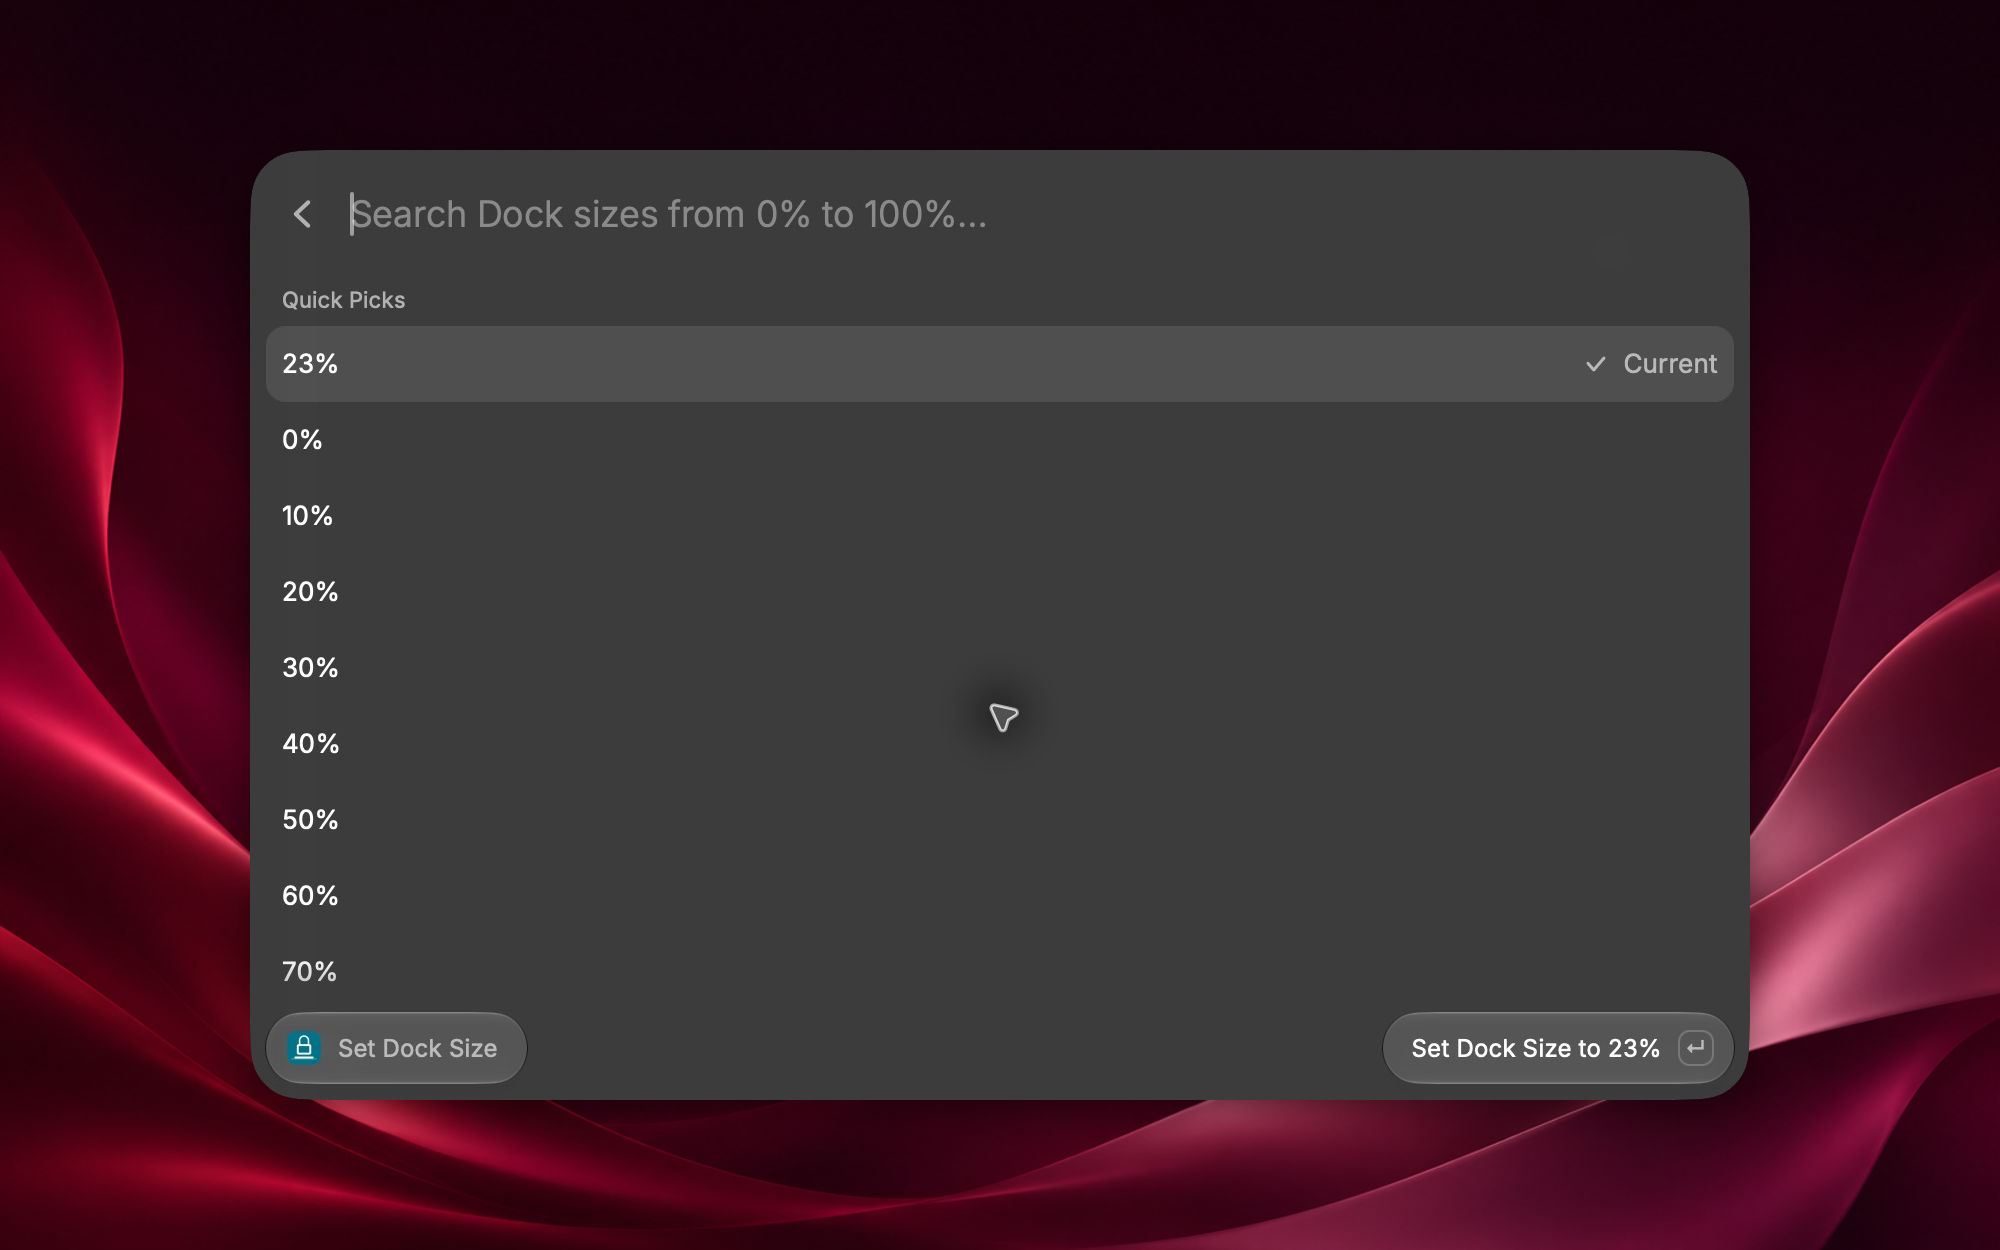 Search Dock sizes from 0% to 100%...
Quick Picks
23% Current
0%
10%
20%
30%
40%
50%
60%
70%
Set Dock Size Set Dock Size to 23%